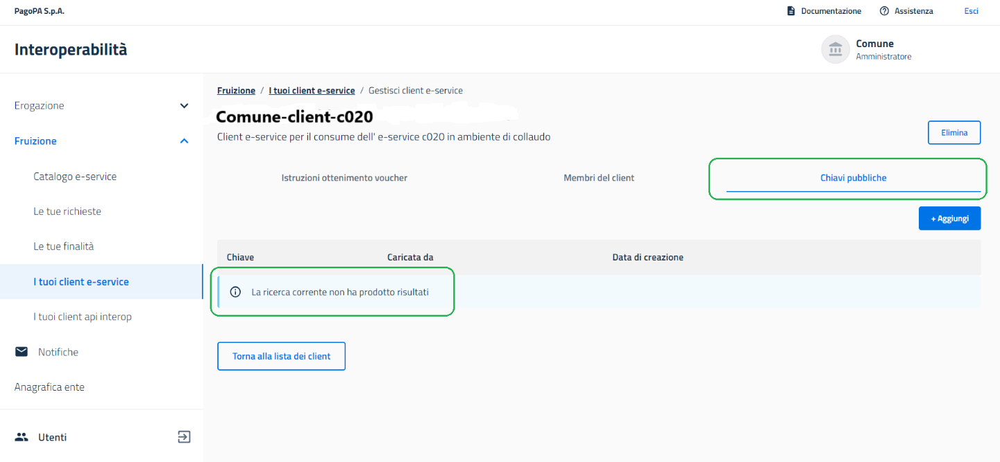 PagoPA S.p.A.
Documentazione
Assistenza
Esci
Interoperabilità
Comune
Amministratore
Erogazione
Fruizione
Catalogo e-service
Le tue richieste
Le tue finalità
I tuoi client e-service
I tuoi client api interop
Notifiche
Anagrafica ente
Utenti
Fruizione / I tuoi client e-service / Gestisci client e-service
Comune-client-c020
Client e-service per il consume dell' e-service c020 in ambiente di collaudo
Elimina
Istruzioni ottenimento voucher
Membri del client
Chiavi pubbliche
+ Aggiungi
Chiave Caricata da Data di creazione
La ricerca corrente non ha prodotto risultati
Torna alla lista dei client